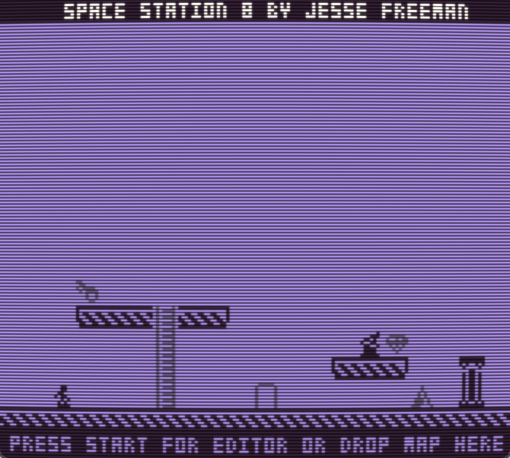 SPACE STATION 8 BY JESSE FREEMAN
PRESS START FOR EDITOR OR DROP MAP HERE